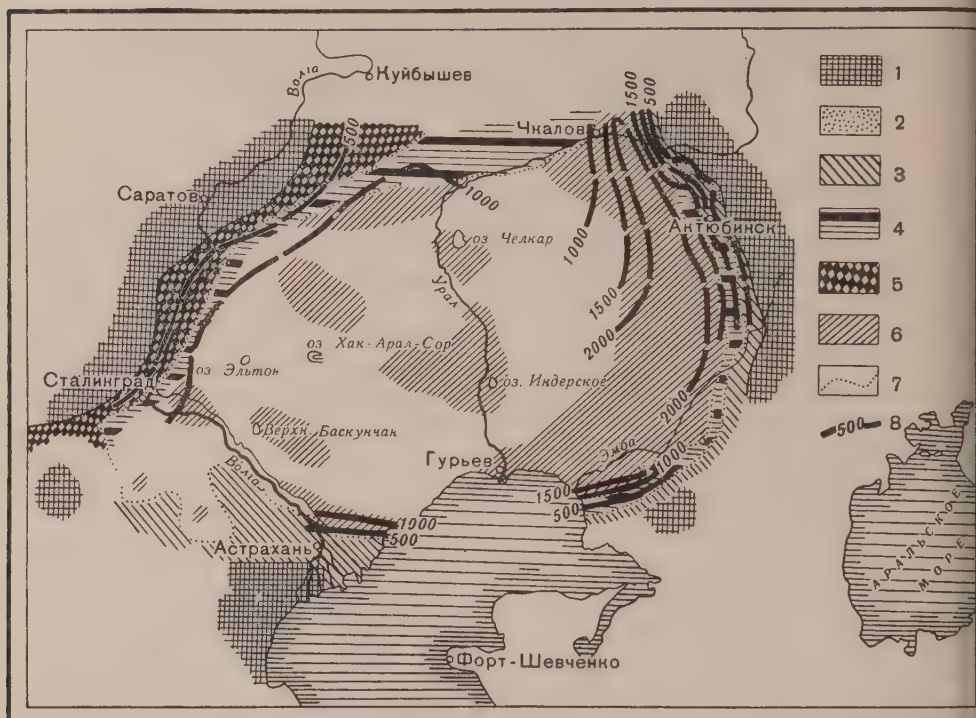 Куйбышев
Волга
1500
500
1
Чкалов
2
500
3
Саратов
1000
4
Актюбинск
оз Челкар
1000
5
Урал
1500
6
оз Хак-Арал-Сор
2000
оз Эльтон
7
Сталинград
оз. Индерское
2000
500
8
Верхн. Баскунчак
Эмба
1000
Гурьев
Волга
1500
1000
500
500
Астрахань
АРАЛЬСКОЕ
МОРЕ
Форт-Шевченко